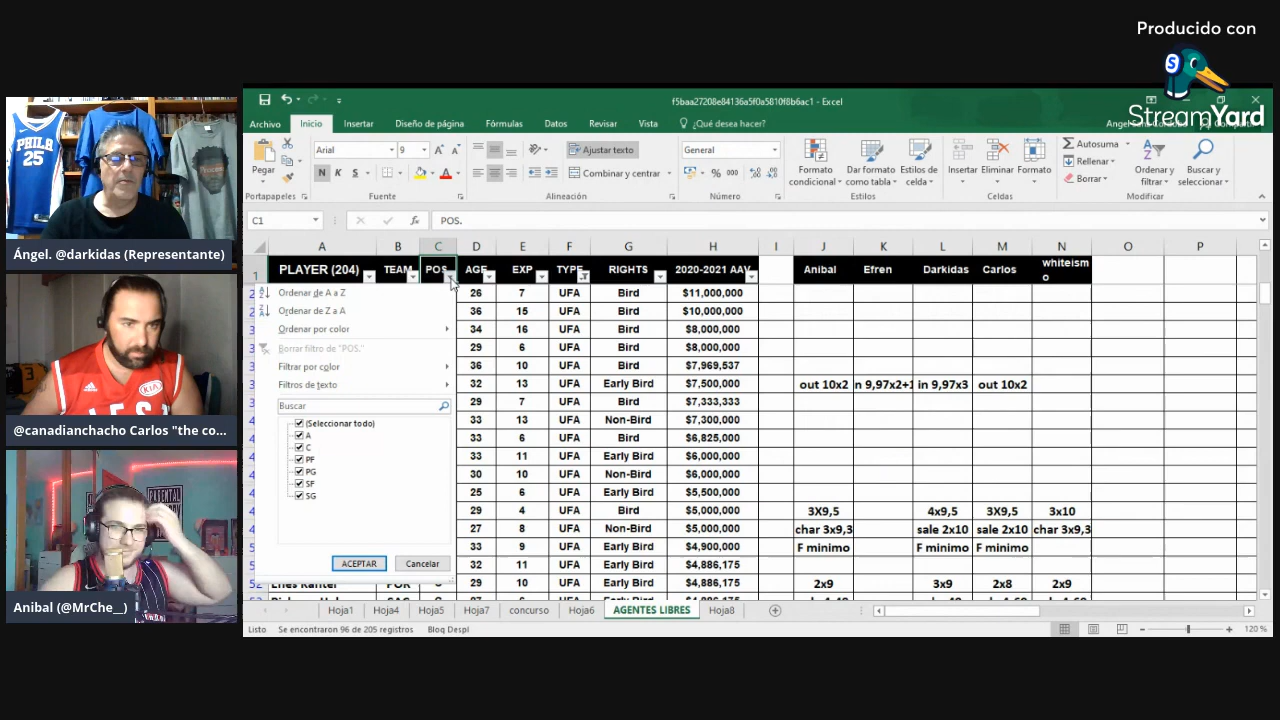 Producido con
StreamYard
PHILA
25
Ángel. @darkidas (Representante)
KIA
@canadianchacho Carlos "the co...
PARENTAL
Anibal (@MrChe__)
f5baa27208e84136a5f0a5810f8b6ac1 - Excel
Archivo Inicio Insertar Diseño de página Fórmulas Datos Revisar Vista ¿Qué desea hacer?
Pegar
Arial 9
N K S
Ajustar texto
Combinar y centrar
General
% 000
Formato condicional
Dar formato como tabla
Estilos de celda
Insertar Eliminar Formato
Autosuma
Rellenar
Borrar
Ordenar y filtrar
Buscar y seleccionar
Portapapeles Fuente Alineación Número Estilos Celdas Modificar
C1 fx POS.
A B C D E F G H I J K L M N O P
1 PLAYER (204) TEAM POS. AGE EXP TYPE RIGHTS 2020-2021 AAV Anibal Efren Darkidas Carlos whiteism o
26 7 UFA Bird $11,000,000
36 15 UFA Bird $10,000,000
34 16 UFA Bird $8,000,000
29 6 UFA Bird $8,000,000
36 10 UFA Bird $7,969,537
32 13 UFA Early Bird $7,500,000 out 10x2 n 9,97x2+1 in 9,97x3 out 10x2
29 7 UFA Bird $7,333,333
33 13 UFA Non-Bird $7,300,000
33 6 UFA Bird $6,825,000
33 11 UFA Early Bird $6,000,000
30 10 UFA Non-Bird $6,000,000
25 6 UFA Early Bird $5,500,000
29 4 UFA Bird $5,000,000 3X9,5 4x9,5 3X9,5 3x10
27 8 UFA Non-Bird $5,000,000 char 3x9,3 sale 2x10 sale 2x10 char 3x9,3
33 9 UFA Early Bird $4,900,000 F minimo F minimo F minimo
32 11 UFA Early Bird $4,886,175
52 Enes Kanter POR C 29 10 UFA Early Bird $4,886,175 2x9 3x9 2x8 2x9
Ordenar de A a Z
Ordenar de Z a A
Ordenar por color
Borrar filtro de "POS."
Filtrar por color
Filtros de texto
Buscar
(Seleccionar todo)
A
C
PF
PG
SF
SG
ACEPTAR Cancelar
Hoja1 Hoja4 Hoja5 Hoja7 concurso Hoja6 AGENTES LIBRES Hoja8
Listo Se encontraron 96 de 205 registros Bloq Despl 120 %